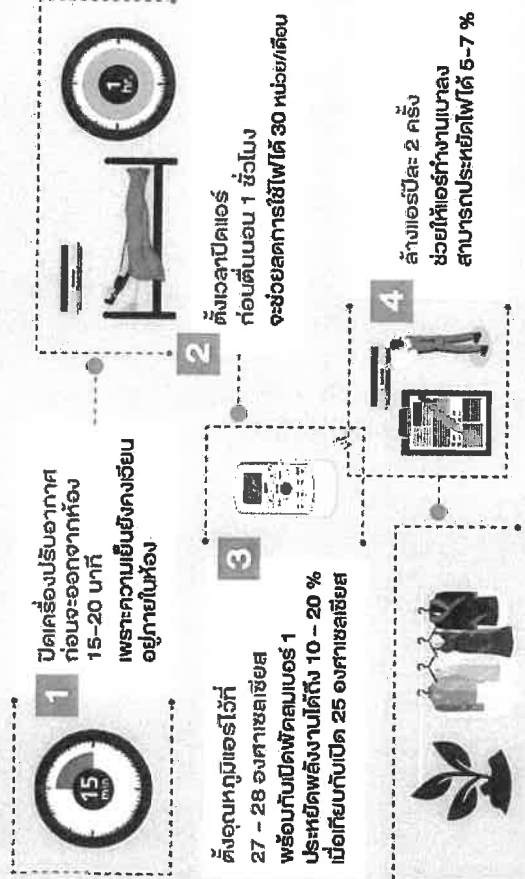 15
min
1
ปิดเครื่องปรับอากาศ
ก่อนจะออกจากห้อง
15-20 นาที
เพราะความเย็นยังคงเวียน
อยู่ภายในห้อง
1
hr
2
ตั้งเวลาปิดแอร์
ก่อนตื่นนอน 1 ชั่วโมง
จะช่วยลดการใช้ไฟได้ 30 หน่วย/เดือน
3
ตั้งอุณหภูมิแอร์ไว้ที่
27 - 28 องศาเซลเซียส
พร้อมกับเปิดพัดลมเบอร์ 1
ประหยัดพลังงานได้ถึง 10 - 20 %
เมื่อเทียบกับเปิด 25 องศาเซลเซียส
4
ล้างแอร์ปีละ 2 ครั้ง
ช่วยให้แอร์ทำงานเบาลง
สามารถประหยัดไฟได้ 5-7 %